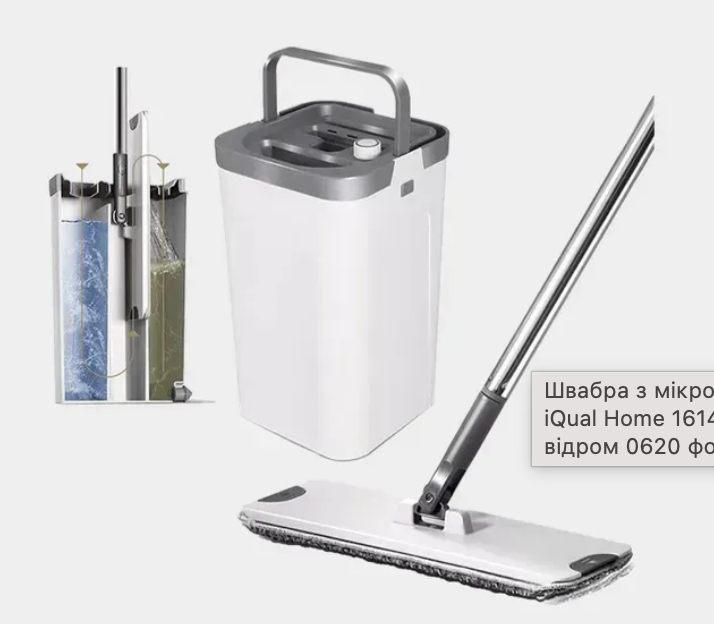 Швабра з мікро
iQual Home 1614
відром 0620 фо